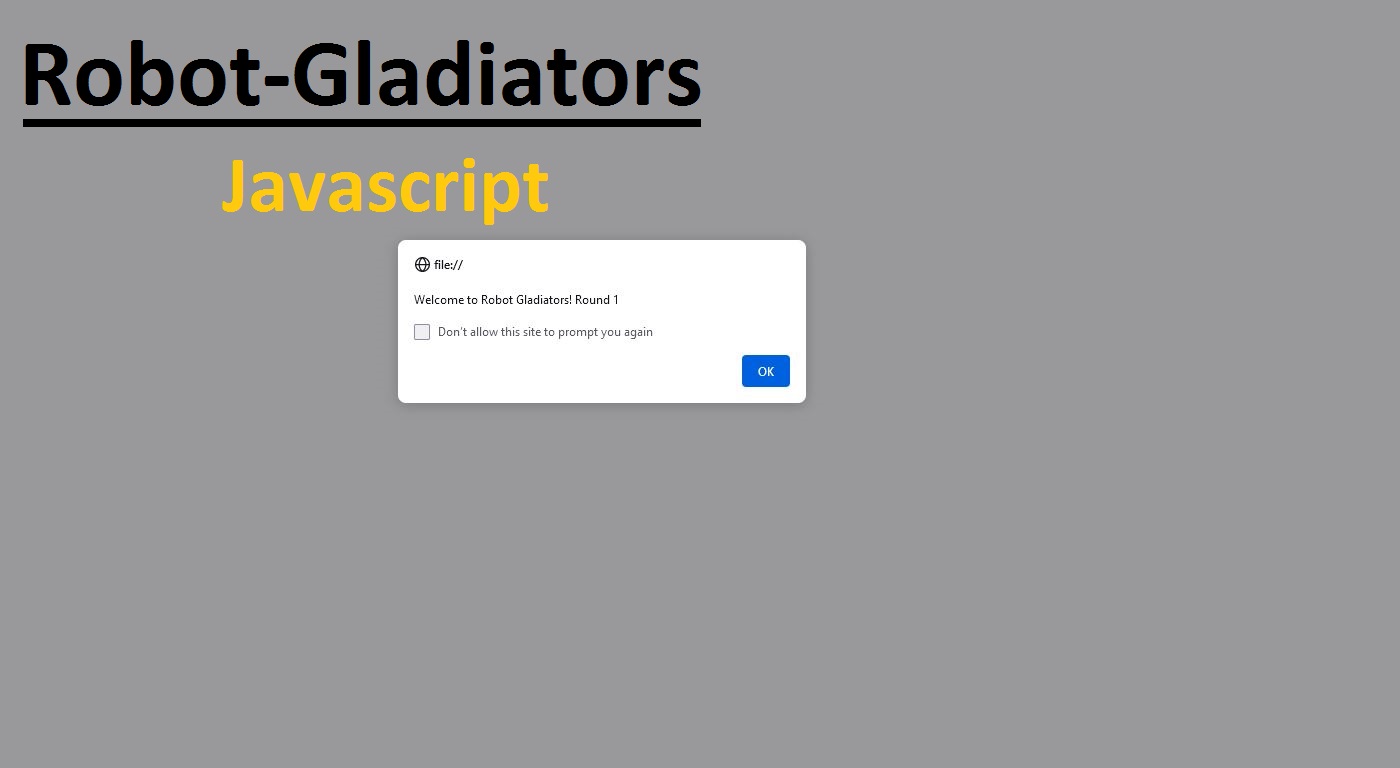 Robot-Gladiators
Javascript
file://
Welcome to Robot Gladiators! Round 1
Don't allow this site to prompt you again
OK